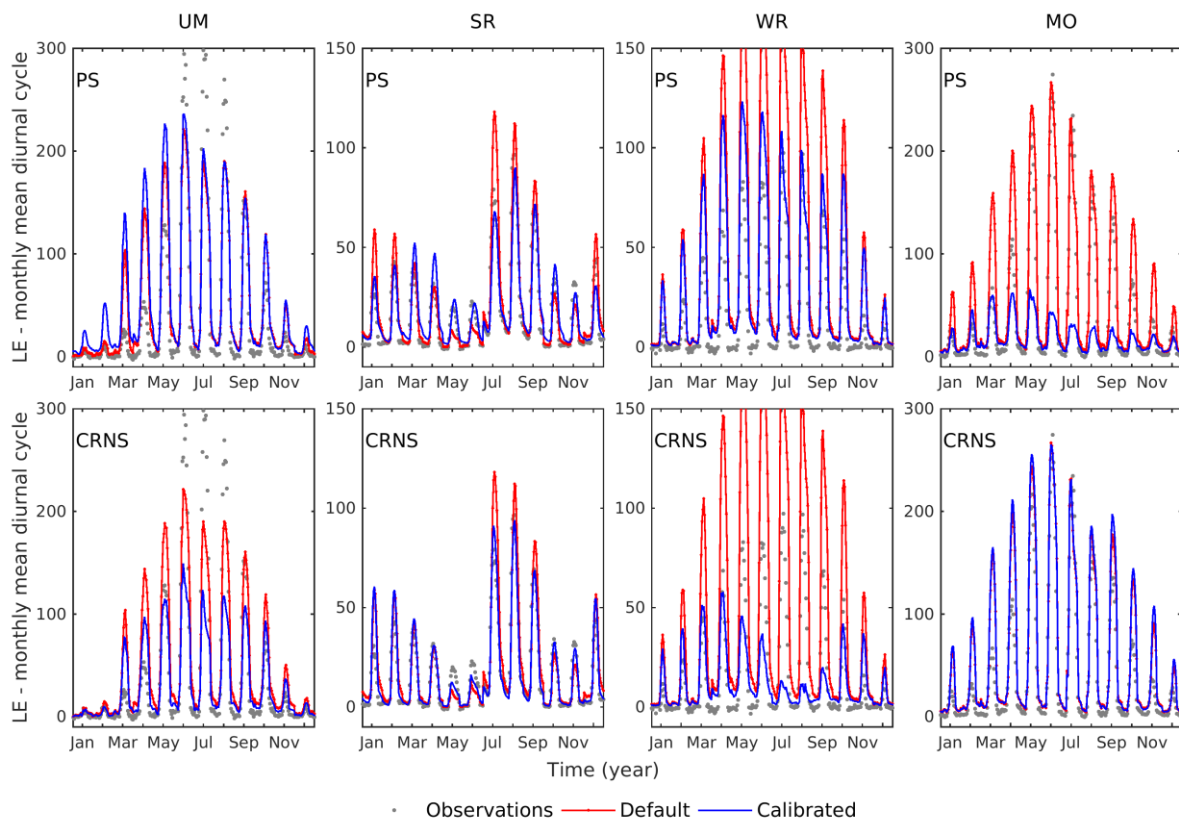 UM SR WR MO
LE - monthly mean diurnal cycle
300
200
100
0
PS
Jan Mar May Jul Sep Nov
150
100
50
0
PS
Jan Mar May Jul Sep Nov
150
100
50
0
PS
Jan Mar May Jul Sep Nov
300
200
100
0
PS
Jan Mar May Jul Sep Nov
LE - monthly mean diurnal cycle
300
200
100
0
CRNS
Jan Mar May Jul Sep Nov
150
100
50
0
CRNS
Jan Mar May Jul Sep Nov
150
100
50
0
CRNS
Jan Mar May Jul Sep Nov
300
200
100
0
CRNS
Jan Mar May Jul Sep Nov
Time (year)
Observations Default Calibrated